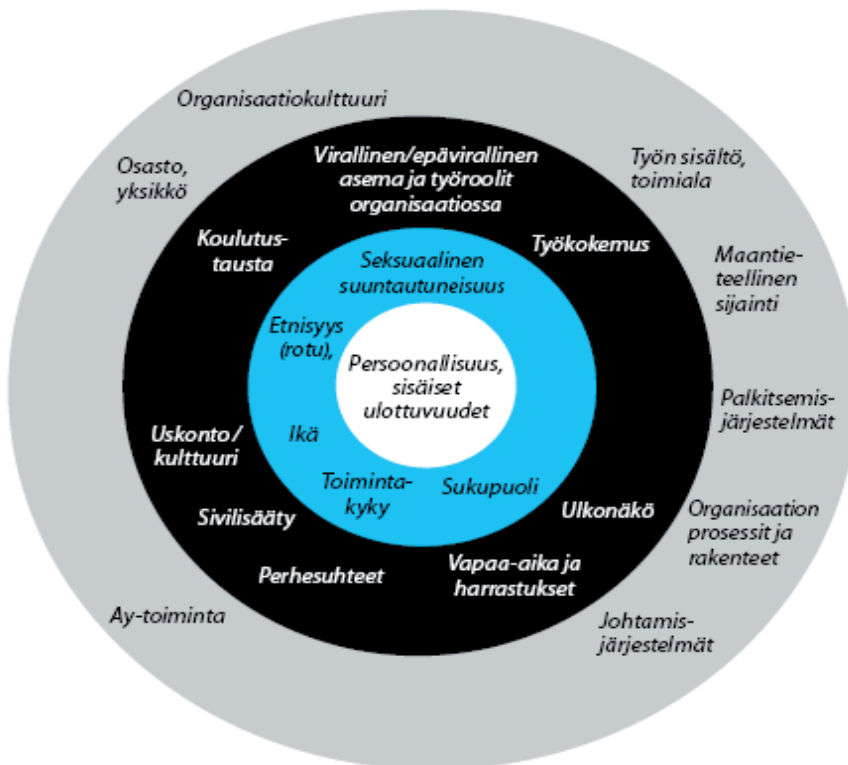 Organisaatiokulttuuri
Osasto,
yksikkö
Virallinen/epävirallinen
asema ja työroolit
organisaatiossa
Työn sisältö,
toimiala
Koulutus-
tausta
Työkokemus
Maantie-
teellinen
sijainti
Seksuaalinen
suuntautuneisuus
Etnisyys
(rotu),
Persoonallisuus,
sisäiset
ulottuvuudet
Palkitsemis-
järjestelmät
Uskonto/
kulttuuri
Ikä
Toiminta-
kyky
Sukupuoli
Sivilisääty
Ulkonäkö
Organisaation
prosessit ja
rakenteet
Perhesuhteet
Vapaa-aika ja
harrastukset
Ay-toiminta
Johtamis-
järjestelmät